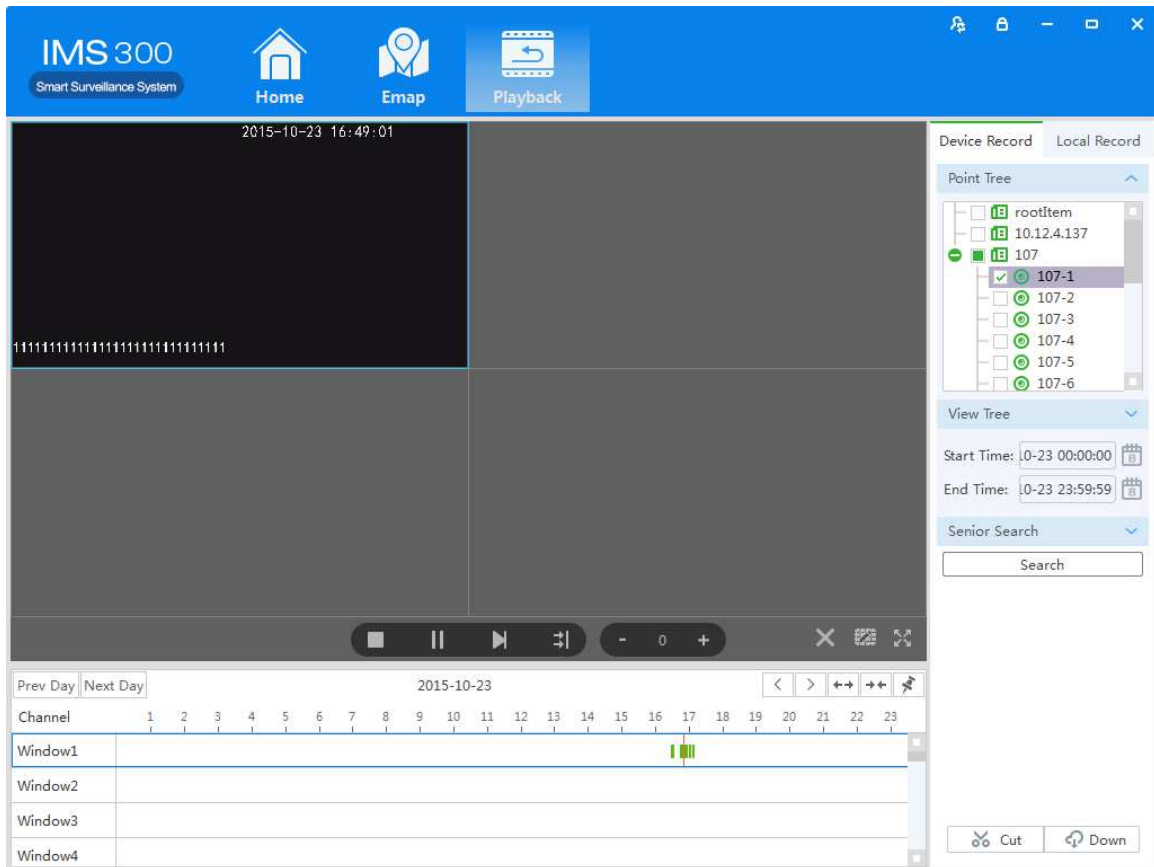 IMS 300
Smart Surveillance System
Home
Emap
Playback
2015-10-23 16:49:01
11111111111111111111111111111111
Device Record
Local Record
Point Tree
rootItem
10.12.4.137
107
107-1
107-2
107-3
107-4
107-5
107-6
View Tree
Start Time: 10-23 00:00:00
End Time: 10-23 23:59:59
Senior Search
Search
- 0 +
Prev Day Next Day 2015-10-23
Channel 1 2 3 4 5 6 7 8 9 10 11 12 13 14 15 16 17 18 19 20 21 22 23
Window1
Window2
Window3
Window4
Cut
Down